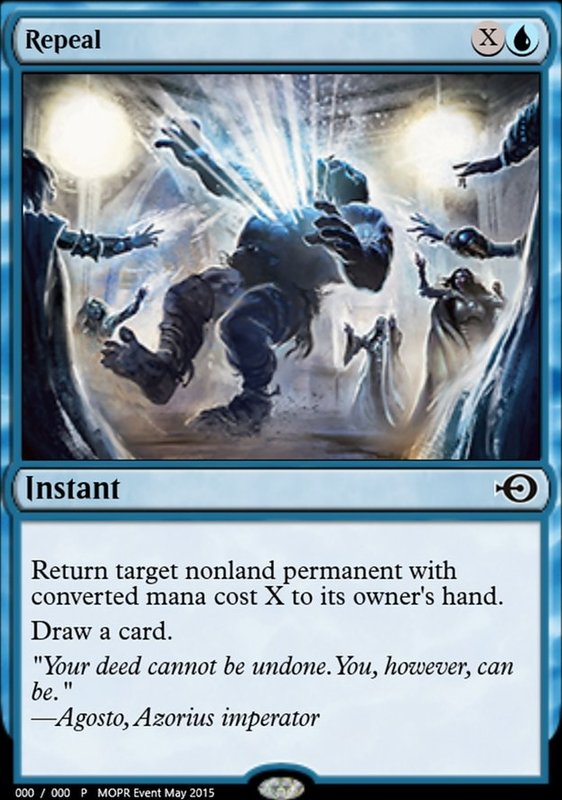 Repeal
X
Instant
Return target nonland permanent with
converted mana cost X to its owner's hand.
Draw a card.
"Your deed cannot be undone. You, however, can
be."
—Agosto, Azorius imperator
000 / 000 P MOPR Event May 2015